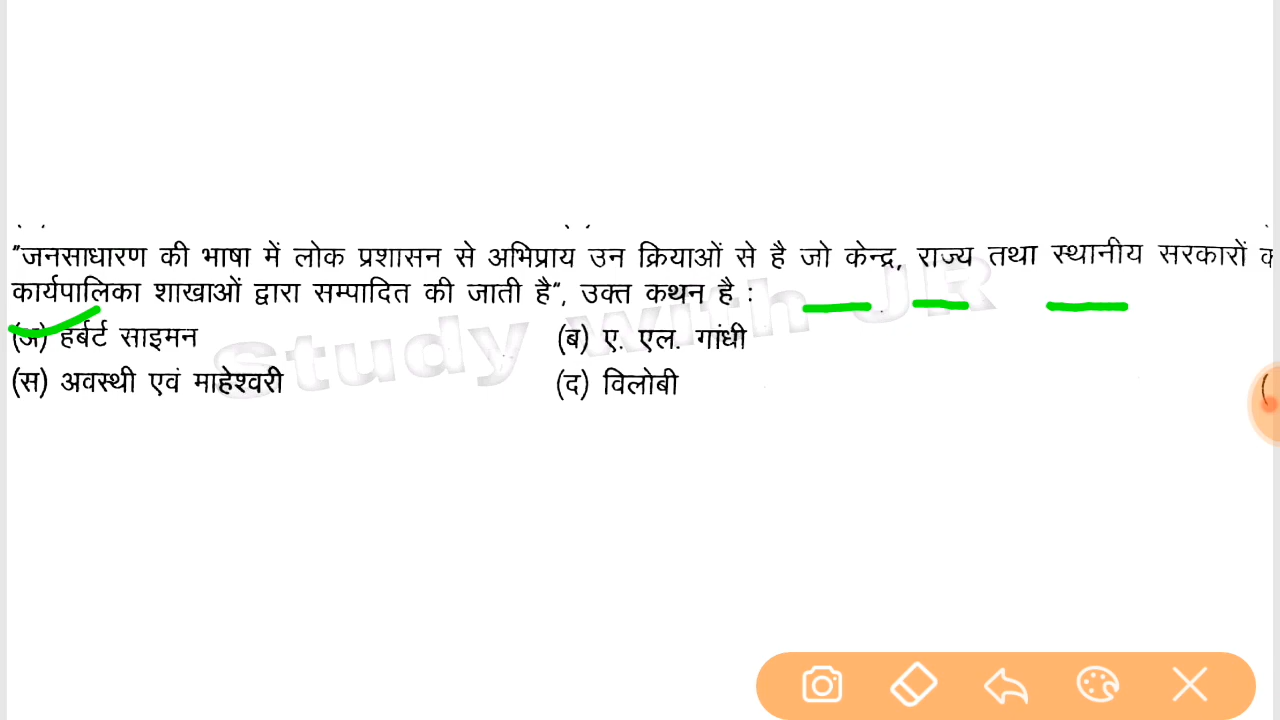 "जनसाधारण की भाषा में लोक प्रशासन से अभिप्राय उन क्रियाओं से है जो केन्द्र, राज्य तथा स्थानीय सरकारों
कार्यपालिका शाखाओं द्वारा सम्पादित की जाती है", उक्त कथन है :
(अ) हर्बर्ट साइमन (ब) ए. एल. गांधी
(स) अवस्थी एवं माहेश्वरी (द) विलोबी
Study with JR